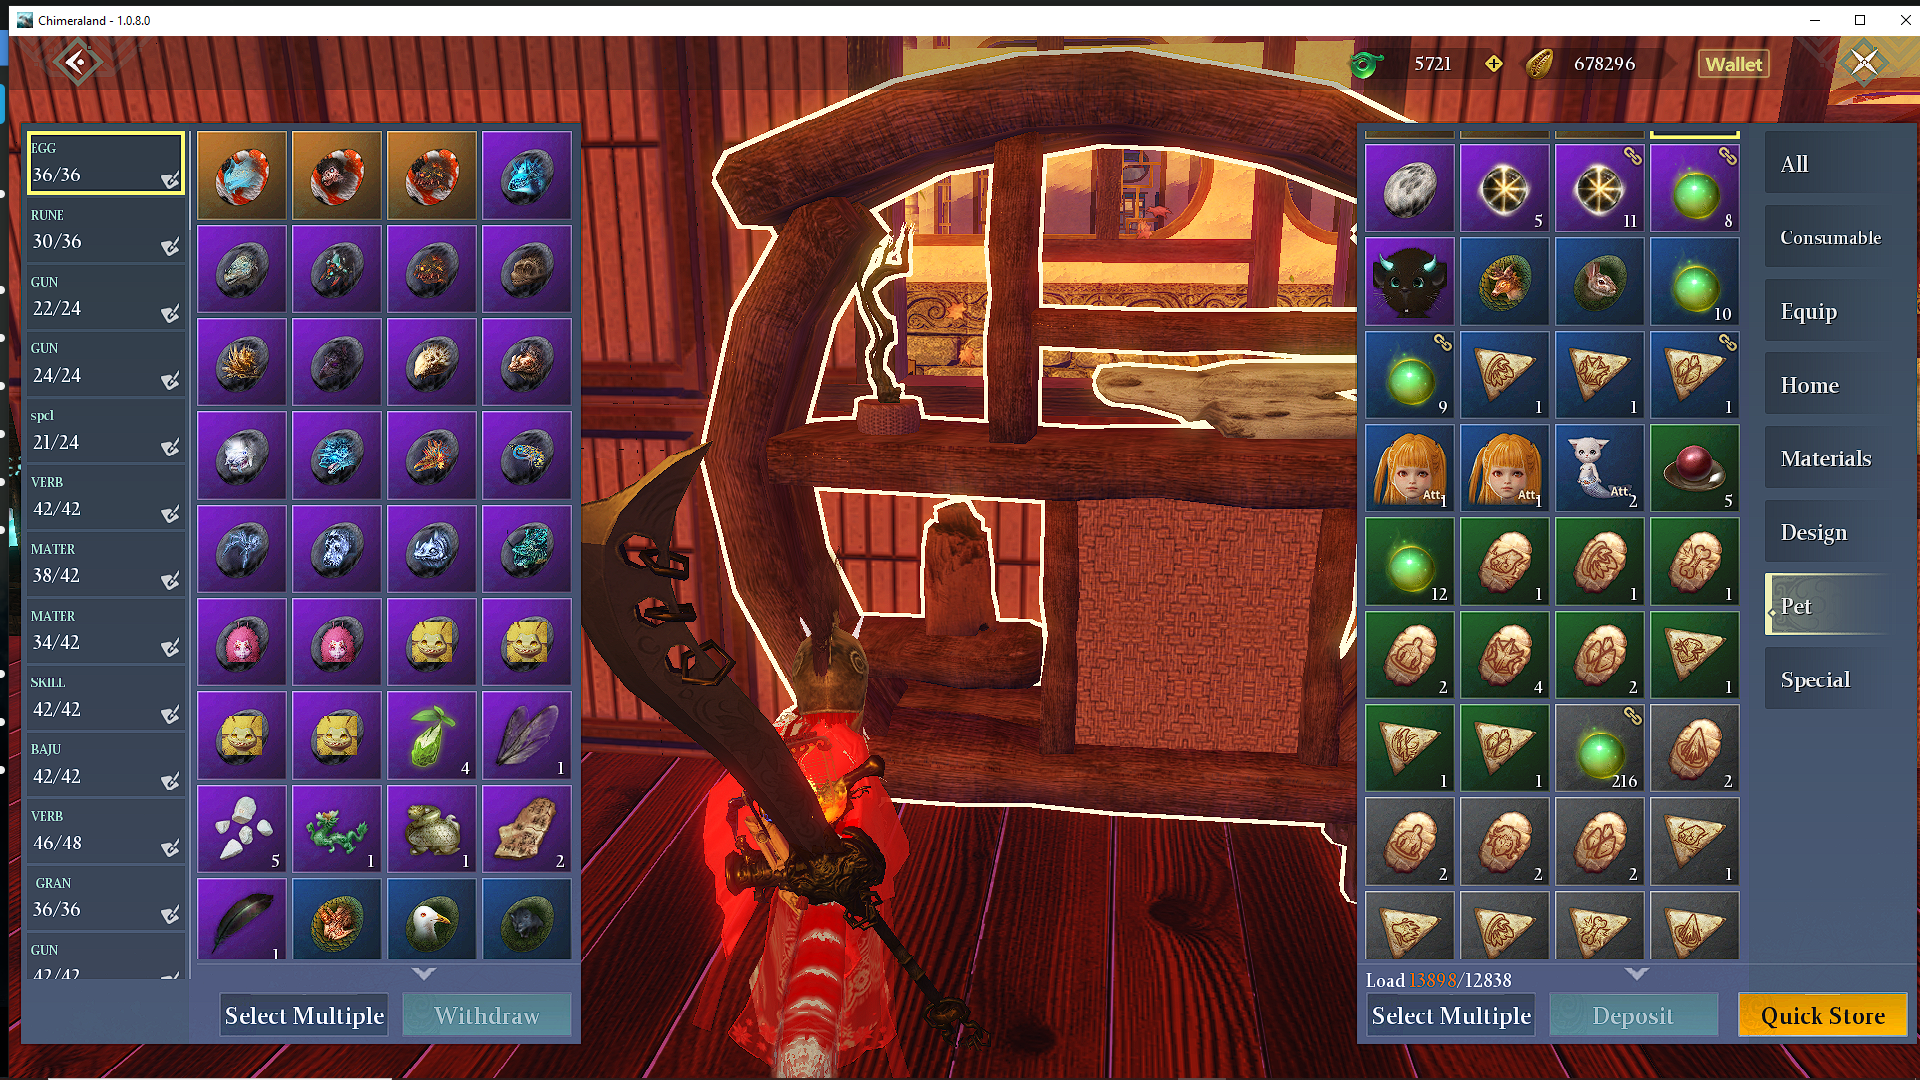 Chimeraland - 1.0.8.0
5721
678296
Wallet
EGG
36/36
RUNE
30/36
GUN
22/24
GUN
24/24
spcl
21/24
VERB
42/42
MATER
38/42
MATER
34/42
SKILL
42/42
BAJU
42/42
VERB
46/48
GRAN
36/36
GUN
42/42
4
1
5
1
1
2
1
Select Multiple
Withdraw
5
11
8
10
9
1
1
1
Att.1
Att.1
Att.2
5
12
1
1
1
2
4
2
1
1
1
216
2
2
2
2
1
Load 13898/12838
Select Multiple
Deposit
Quick Store
All
Consumable
Equip
Home
Materials
Design
Pet
Special